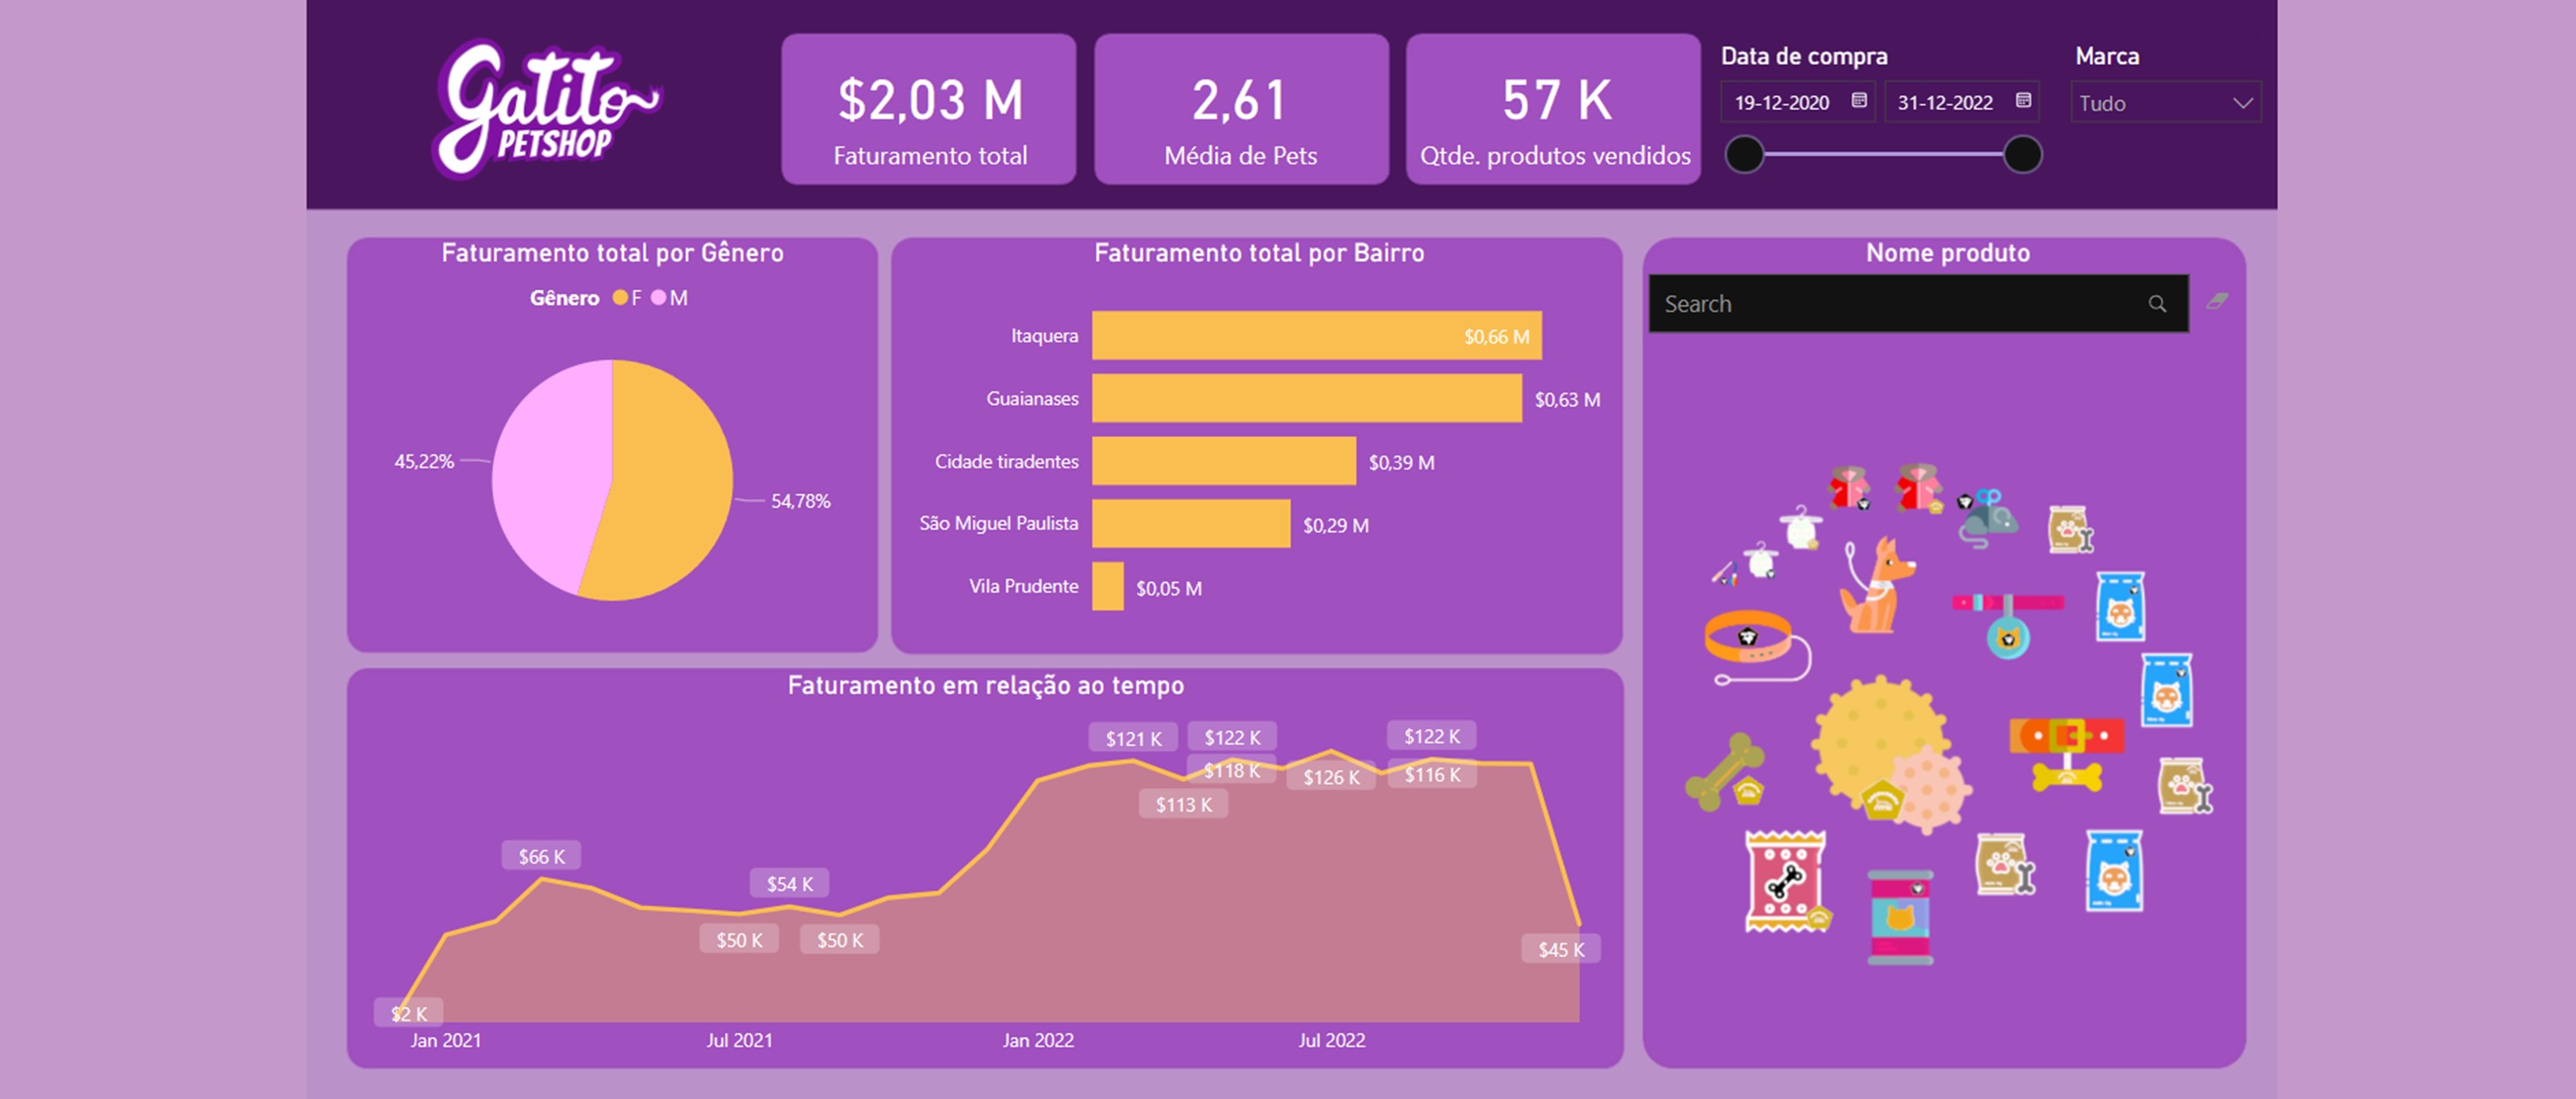 Gatito
PETSHOP
$2,03 M
Faturamento total
2,61
Média de Pets
57 K
Qtde. produtos vendidos
Data de compra
19-12-2020
31-12-2022
Marca
Tudo
Faturamento total por Gênero
Gênero F M
45,22%
54,78%
Faturamento total por Bairro
Itaquera $0,66 M
Guaianases $0,63 M
Cidade tiradentes $0,39 M
São Miguel Paulista $0,29 M
Vila Prudente $0,05 M
Nome produto
Search
Faturamento em relação ao tempo
$121 K
$122 K
$122 K
$118 K
$126 K
$116 K
$113 K
$66 K
$54 K
$50 K
$50 K
$45 K
$2 K
Jan 2021
Jul 2021
Jan 2022
Jul 2022